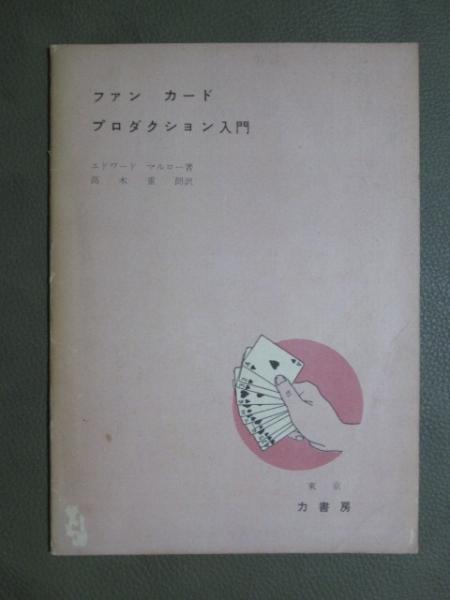 ファン カード
プロダクション入門
エドワード マルロー著
高木重朗訳
東京
力書房